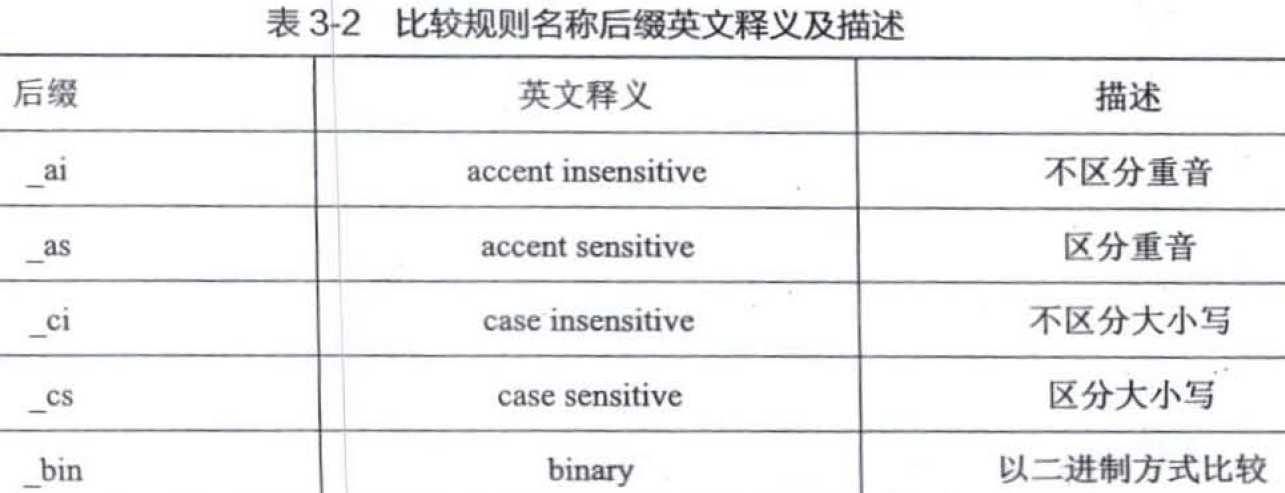 表 3-2 比较规则名称后缀英文释义及描述
后缀 英文释义 描述
_ai accent insensitive 不区分重音
_as accent sensitive 区分重音
_ci case insensitive 不区分大小写
_cs case sensitive 区分大小写
_bin binary 以二进制方式比较